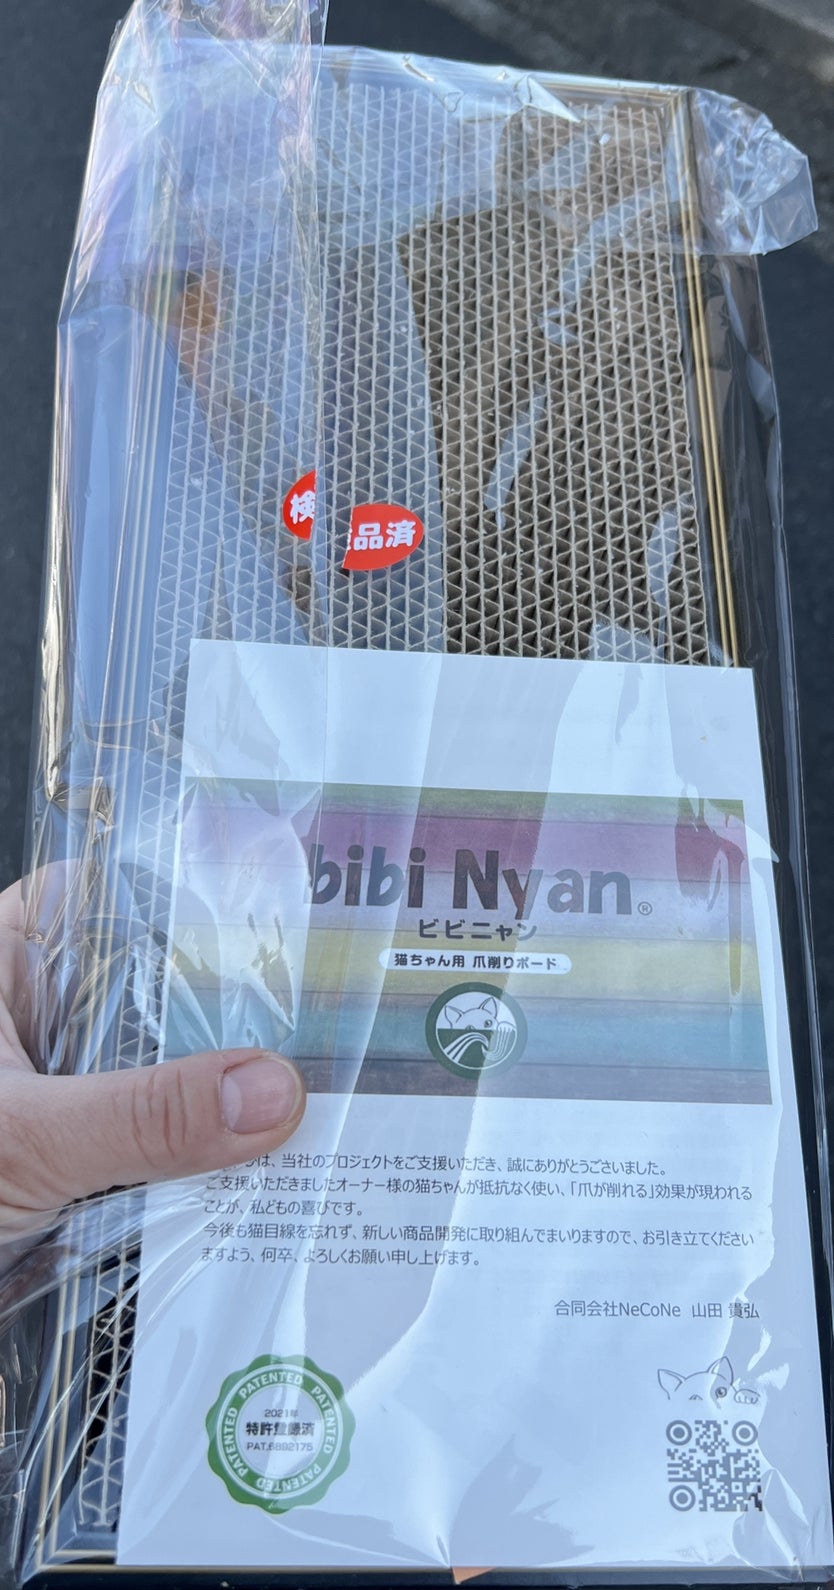 検
品済
bibi Nyan®
ビビニャン
猫ちゃん用 爪削りボード
は、当社のプロジェクトをご支援いただき、誠にありがとうございました。
ご支援いただきましたオーナー様の猫ちゃんが抵抗なく使い、「爪が削れる」効果が現われる
ことが、私どもの喜びです。
今後も猫目線を忘れず、新しい商品開発に取り組んでまいりますので、お引き立てください
ますよう、何卒、よろしくお願い申し上げます。
合同会社NeCoNe 山田 貴弘
PATENTED PATENTED PATENTED PATENTED PATENTED
2021年
特許登録済
PAT.6892175